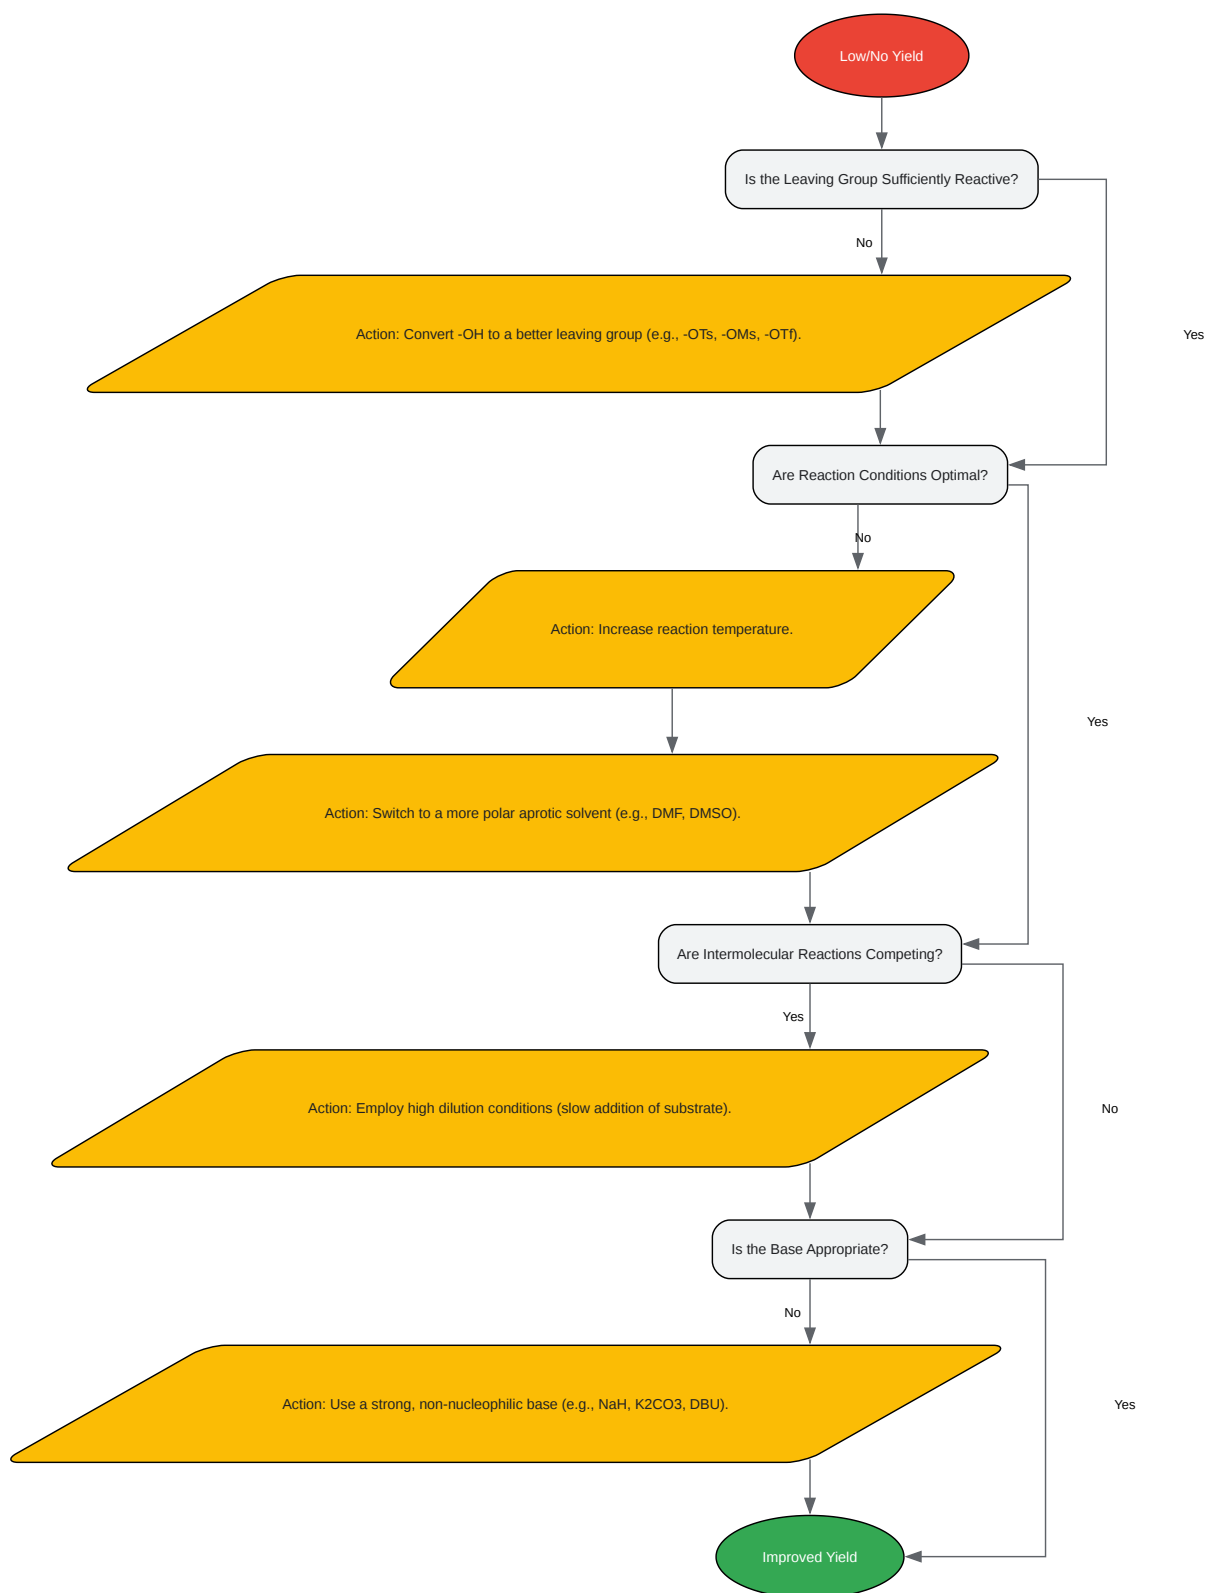 Low/No Yield
Is the Leaving Group Sufficiently Reactive?
No
Action: Convert -OH to a better leaving group (e.g., -OTs, -OMs, -OTf).
Yes
Are Reaction Conditions Optimal?
No
Action: Increase reaction temperature.
Yes
Action: Switch to a more polar aprotic solvent (e.g., DMF, DMSO).
Are Intermolecular Reactions Competing?
Yes
Action: Employ high dilution conditions (slow addition of substrate).
No
Is the Base Appropriate?
No
Action: Use a strong, non-nucleophilic base (e.g., NaH, K2CO3, DBU).
Yes
Improved Yield